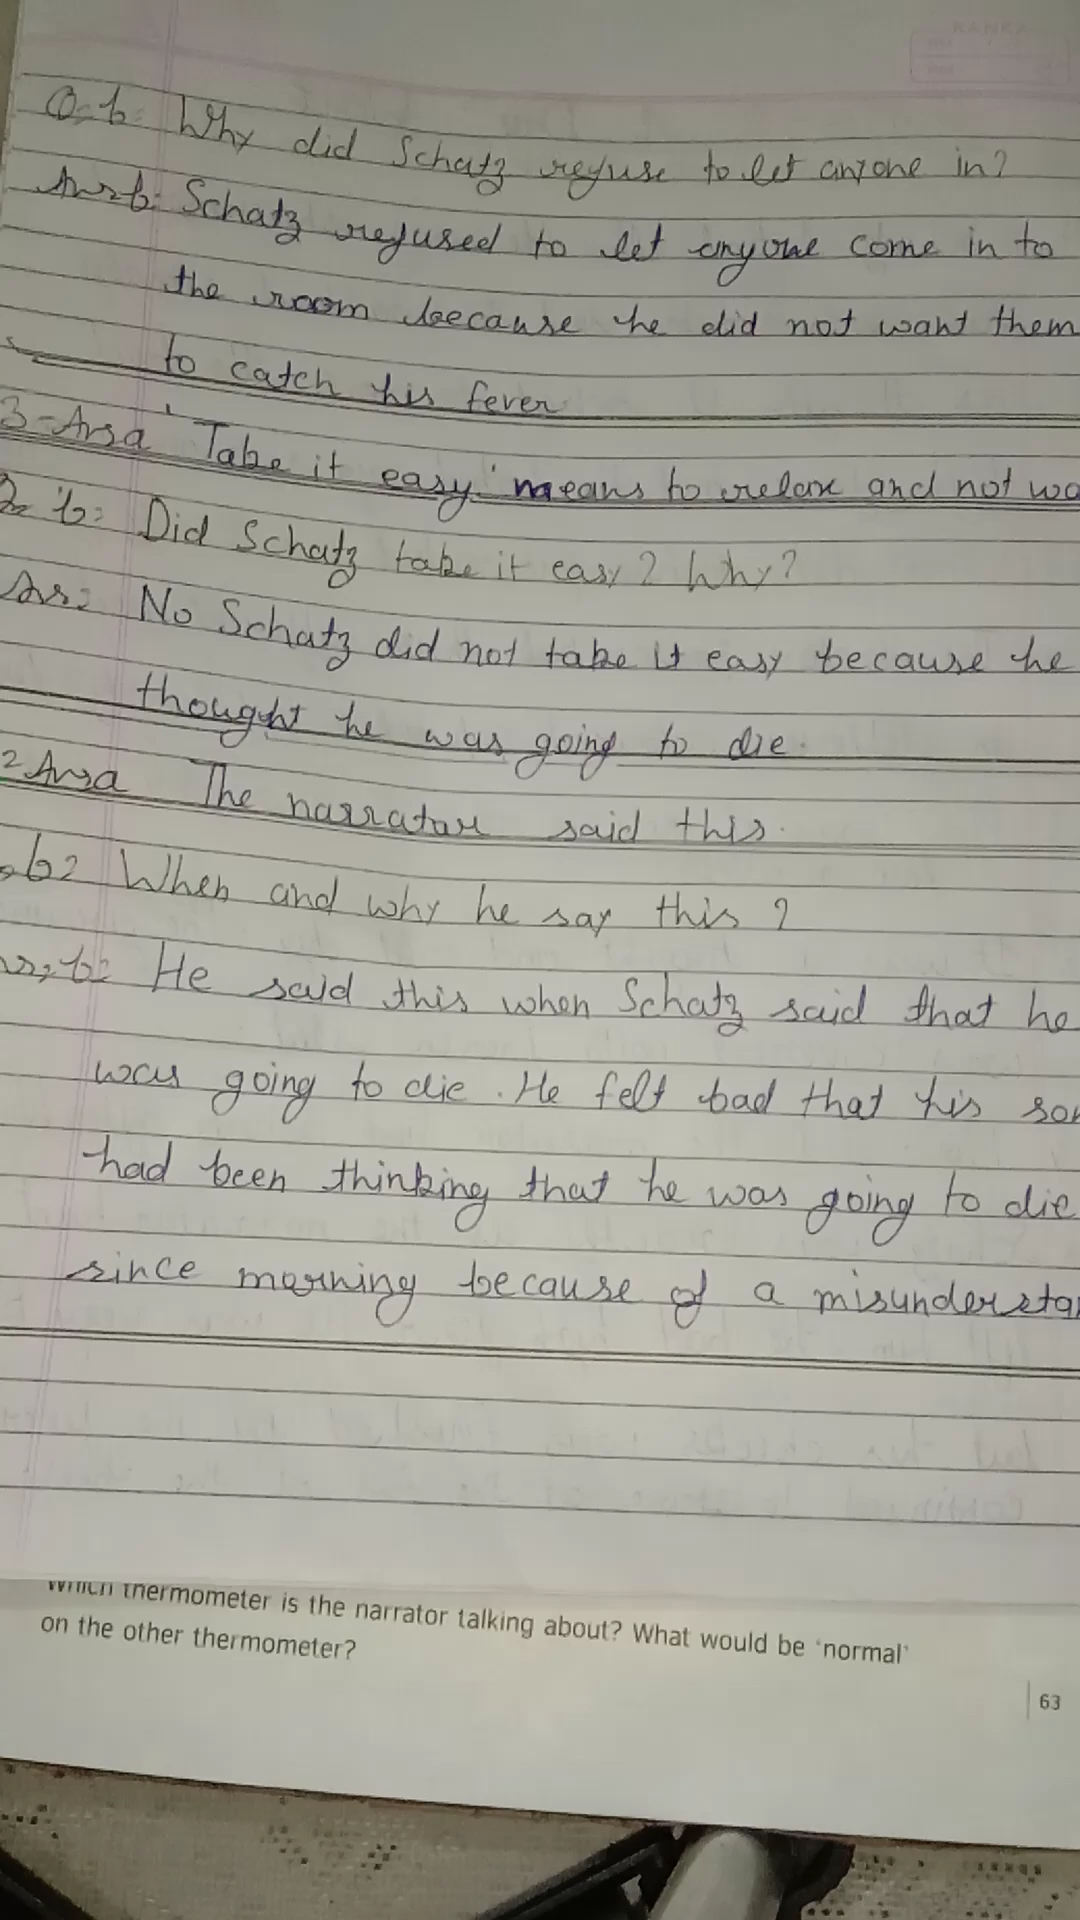 Q.b. Why did Schatz refuse to let anyone in?
Ansb. Schatz refused to let anyone come in to
the room because he did not want them
to catch his fever
3-Ansa 'Take it easy' means to relax and not
b. Did Schatz take it easy? Why?
Ans. No Schatz did not take it easy because he
thought he was going to die.
2 Ansa The narrator said this.
b. When and why he say this?
b. He said this when Schatz said that he
was going to die. He felt bad that his son
had been thinking that he was going to die
since morning because of a
Which thermometer is the narrator talking about? What would be 'normal'
on the other thermometer?
63